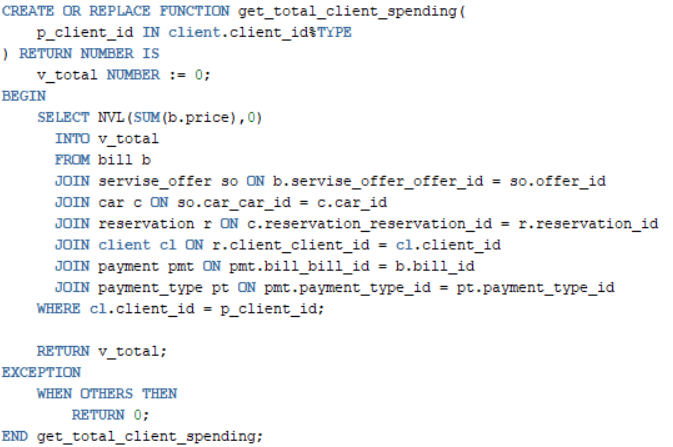 CREATE OR REPLACE FUNCTION get_total_client_spending(
    p_client_id IN client.client_id%TYPE
) RETURN NUMBER IS
    v_total NUMBER := 0;
BEGIN
    SELECT NVL(SUM(b.price),0)
      INTO v_total
      FROM bill b
      JOIN servise_offer so ON b.servise_offer_offer_id = so.offer_id
      JOIN car c ON so.car_car_id = c.car_id
      JOIN reservation r ON c.reservation_reservation_id = r.reservation_id
      JOIN client cl ON r.client_client_id = cl.client_id
      JOIN payment pmt ON pmt.bill_bill_id = b.bill_id
      JOIN payment_type pt ON pmt.payment_type_id = pt.payment_type_id
    WHERE cl.client_id = p_client_id;

    RETURN v_total;
EXCEPTION
    WHEN OTHERS THEN
        RETURN 0;
END get_total_client_spending;